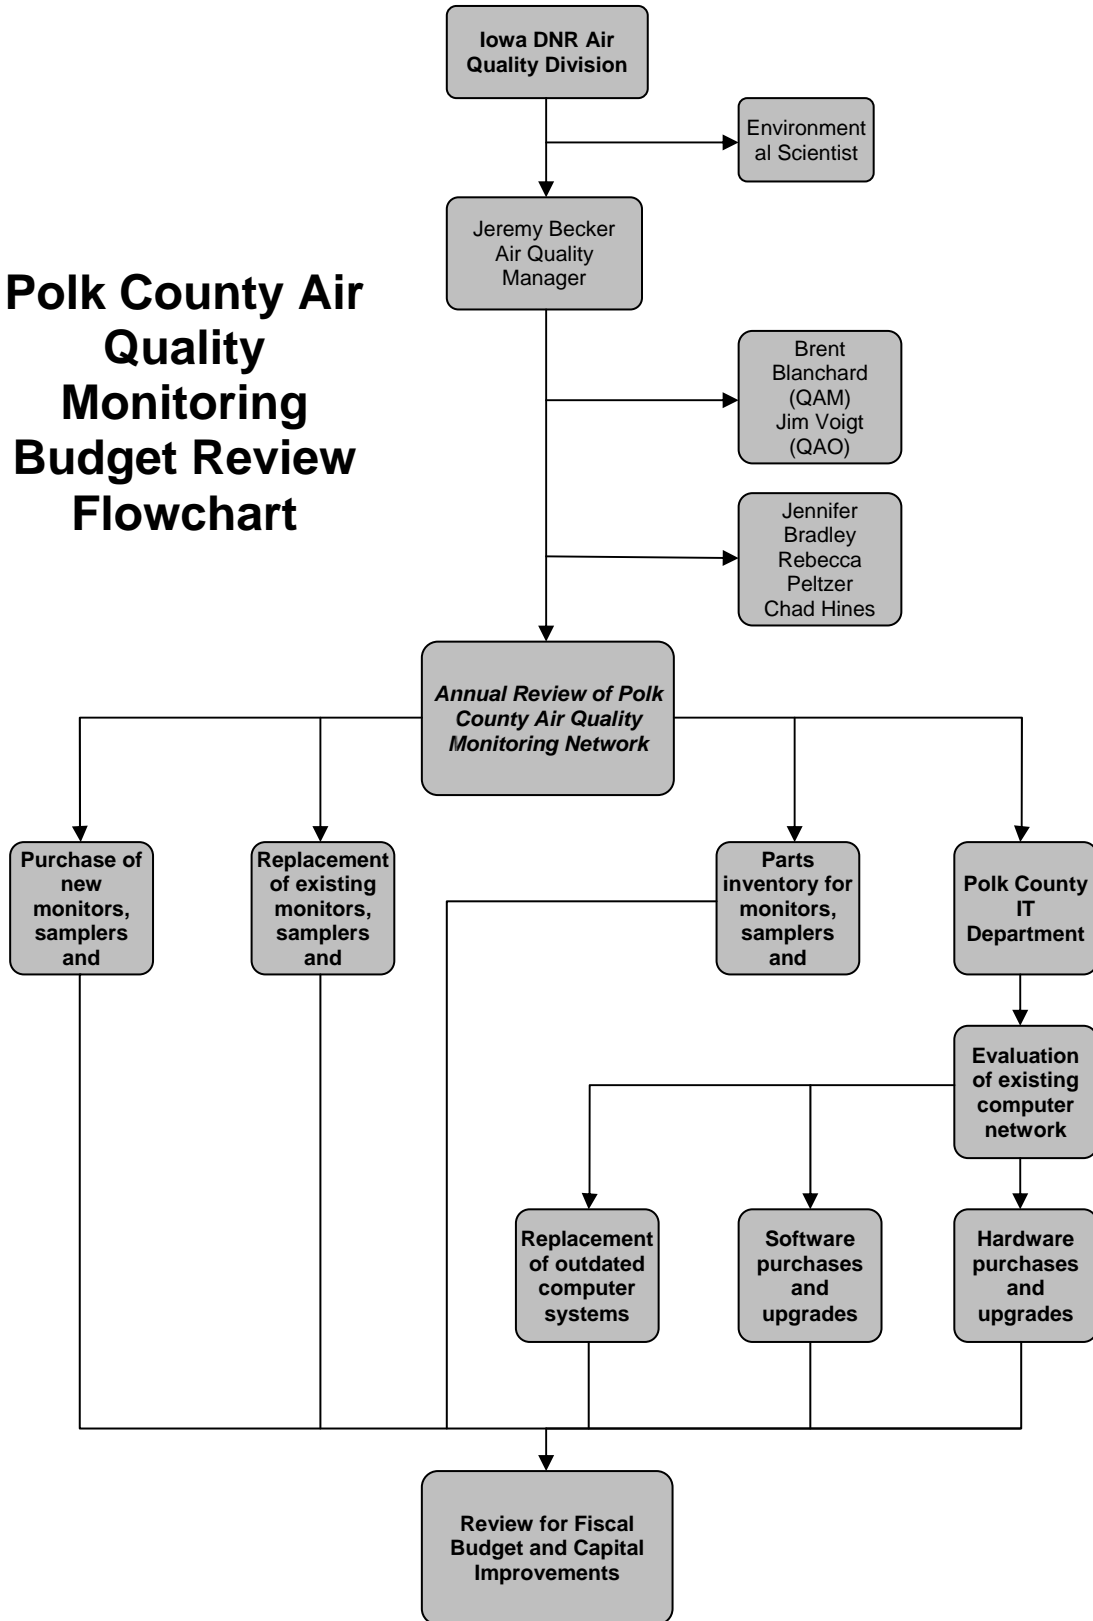 Iowa DNR Air
Quality Division
Environment
al Scientist
Jeremy Becker
Air Quality
Manager
Polk County Air
Quality
Monitoring
Budget Review
Flowchart
Brent
Blanchard
(QAM)
Jim Voigt
(QAO)
Jennifer
Bradley
Rebecca
Peltzer
Chad Hines
Annual Review of Polk
County Air Quality
Monitoring Network
Purchase of
new
monitors,
samplers
and
Replacement
of existing
monitors,
samplers
and
Parts
inventory for
monitors,
samplers
and
Polk County
IT
Department
Evaluation
of existing
computer
network
Replacement
of outdated
computer
systems
Software
purchases
and
upgrades
Hardware
purchases
and
upgrades
Review for Fiscal
Budget and Capital
Improvements